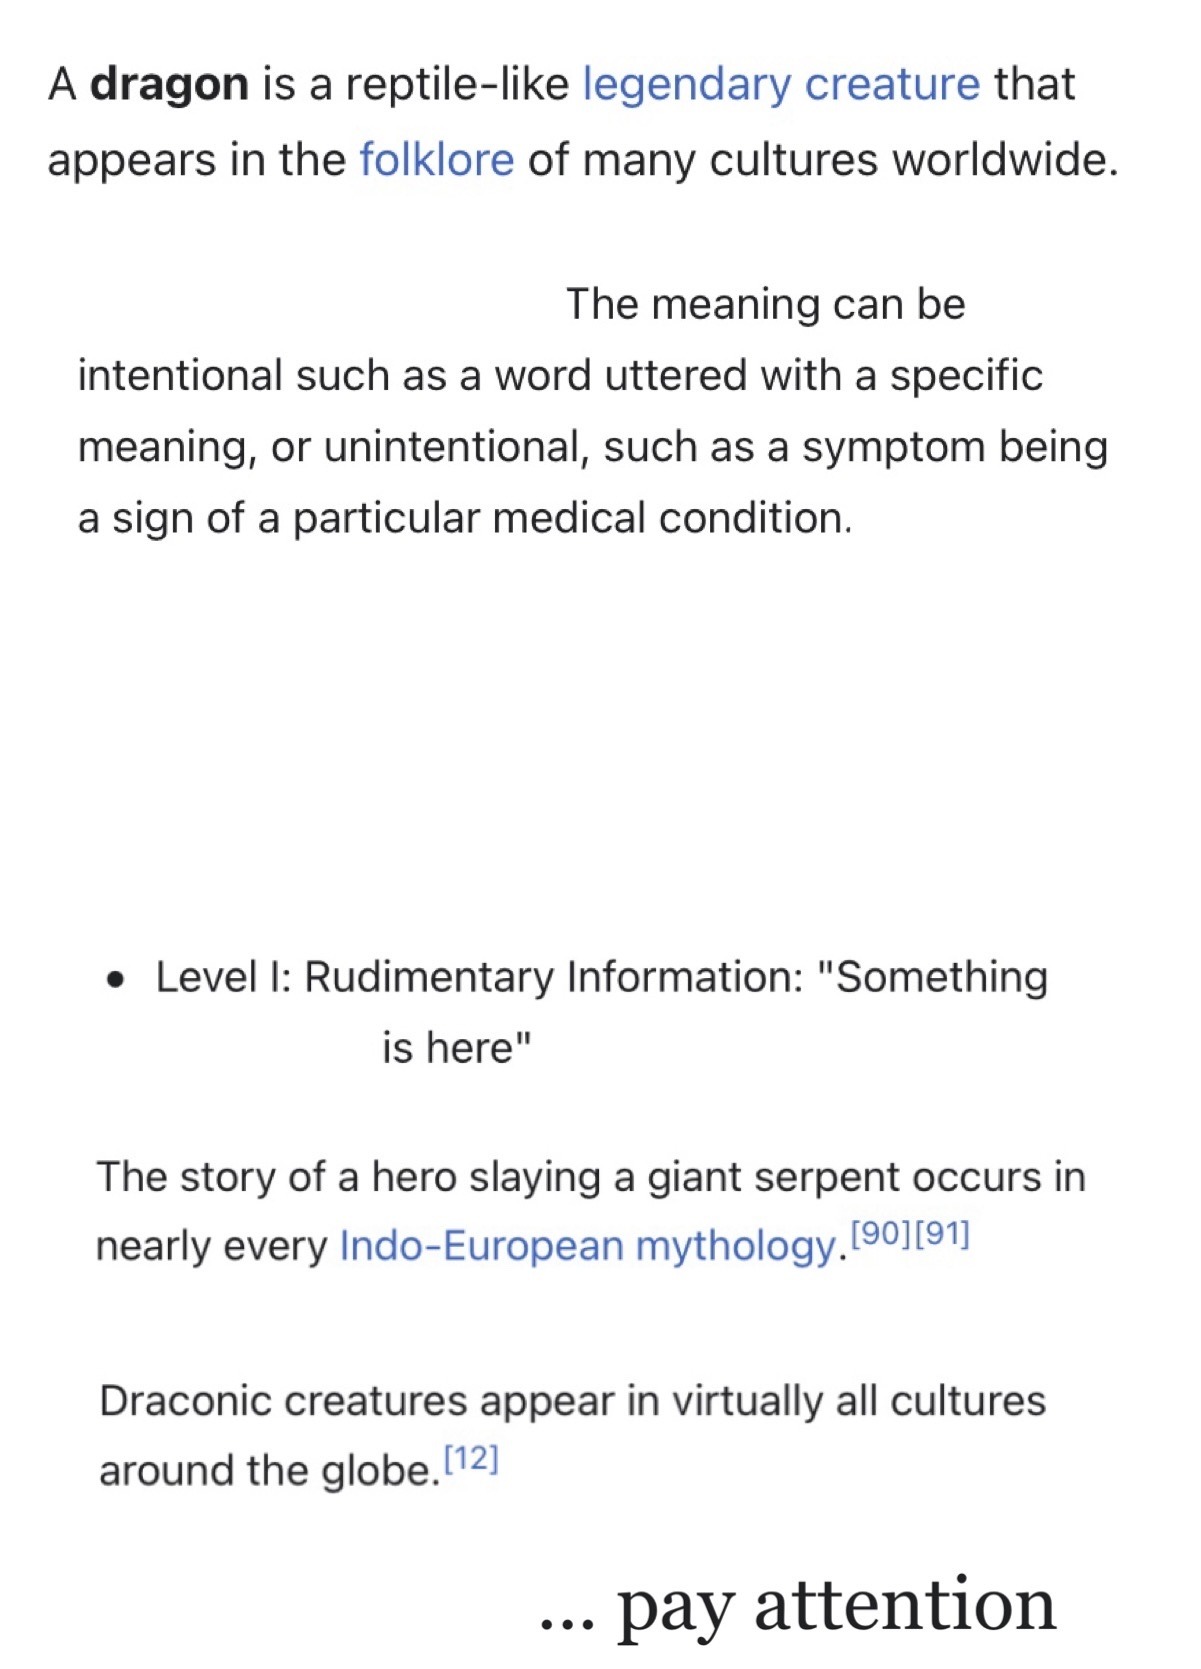 A dragon is a reptile-like legendary creature that
appears in the folklore of many cultures worldwide.
The meaning can be
intentional such as a word uttered with a specific
meaning, or unintentional, such as a symptom being
a sign of a particular medical condition.
• Level I: Rudimentary Information: "Something
is here"
The story of a hero slaying a giant serpent occurs in
nearly every Indo-European mythology.[90][91]
Draconic creatures appear in virtually all cultures
around the globe.[12]
... pay attention